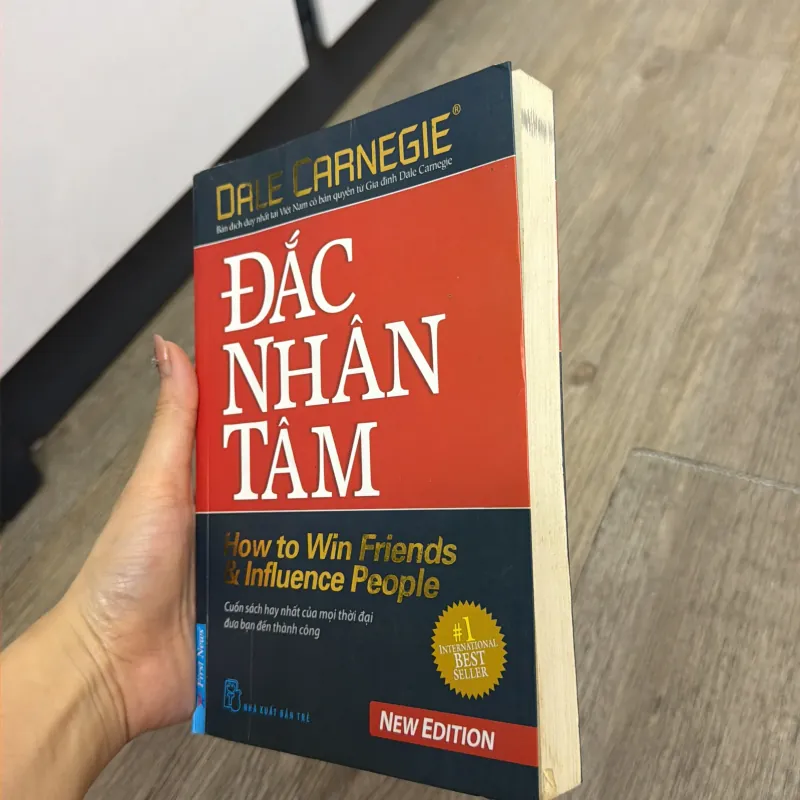 DALE CARNEGIE®
Bản dịch duy nhất tại Việt Nam có bản quyền từ Gia đình Dale Carnegie
ĐẮC
NHÂN
TÂM
How to Win Friends
& Influence People
Cuốn sách hay nhất của mọi thời đại
đưa bạn đến thành công
#1
INTERNATIONAL
BEST
SELLER
First News
NHÀ XUẤT BẢN TRẺ
NEW EDITION